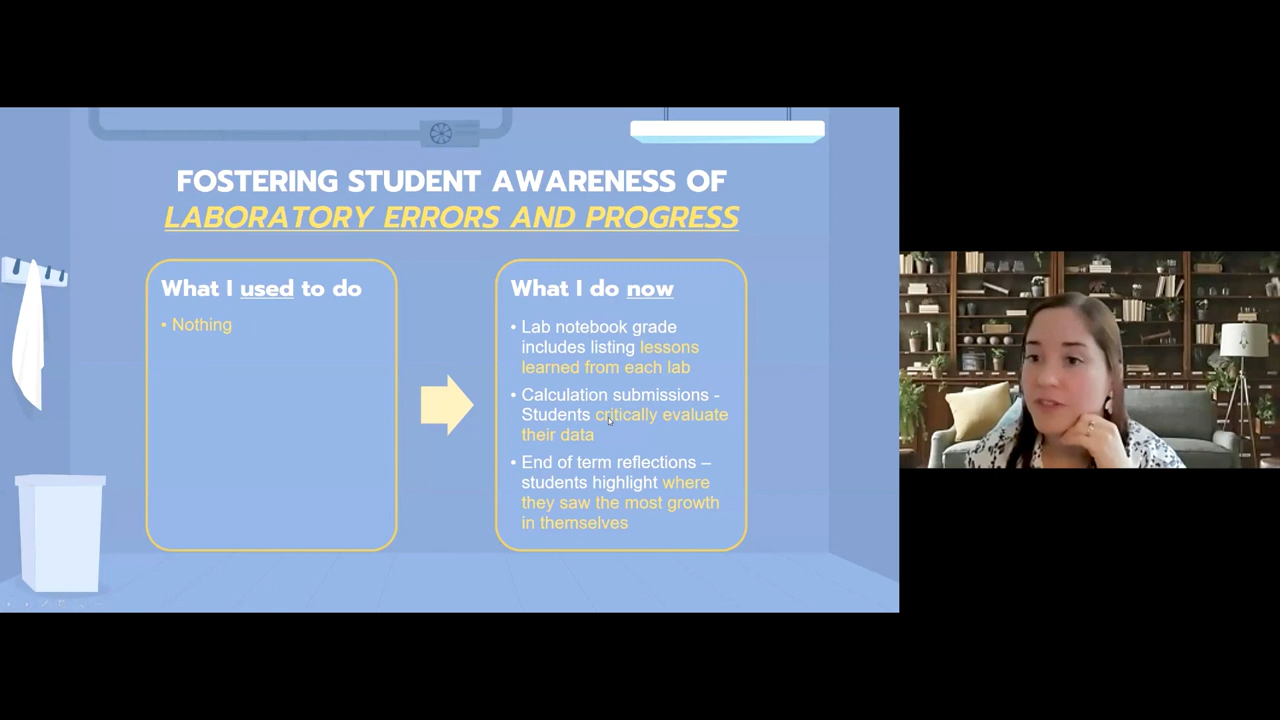 FOSTERING STUDENT AWARENESS OF
LABORATORY ERRORS AND PROGRESS
What I used to do
• Nothing
What I do now
• Lab notebook grade
includes listing lessons
learned from each lab
• Calculation submissions -
Students critically evaluate
their data
• End of term reflections –
students highlight where
they saw the most growth
in themselves